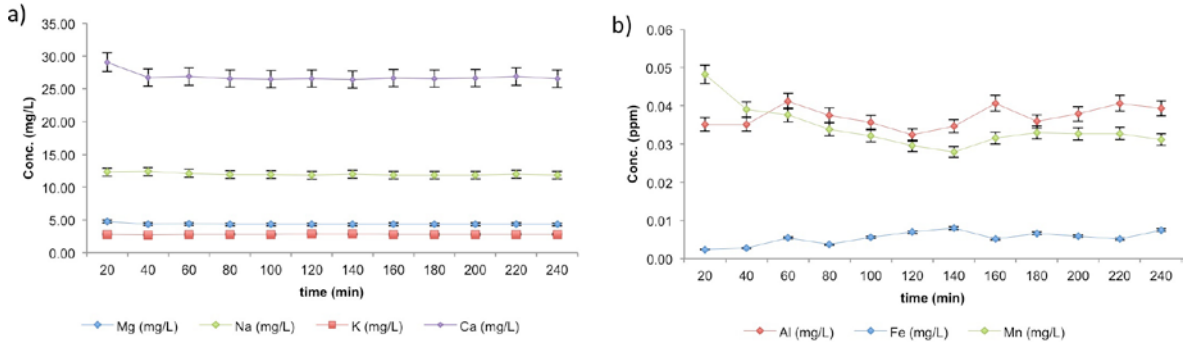 a)
35.00
30.00
25.00
20.00
15.00
10.00
5.00
0.00
Conc. (mg/L)
20 40 60 80 100 120 140 160 180 200 220 240
time (min)
Mg (mg/L) Na (mg/L) K (mg/L) Ca (mg/L)
b)
0.06
0.05
0.04
0.03
0.02
0.01
0.00
Conc. (ppm)
20 40 60 80 100 120 140 160 180 200 220 240
time (min)
Al (mg/L) Fe (mg/L) Mn (mg/L)